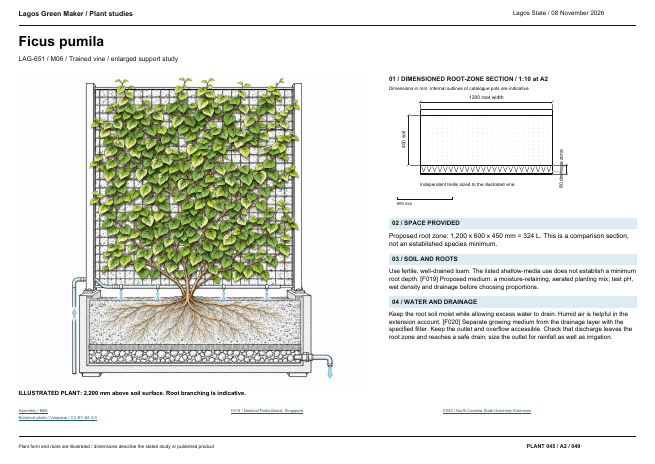 Lagos Green Maker / Plant studies
Lagos State / 08 November 2026
Ficus pumila
LAG-651 / M06 / Trained vine / enlarged support study
01 / DIMENSIONED ROOT-ZONE SECTION / 1:10 at A2
Dimensions in mm. Internal outlines of catalogue pots are indicative.
1200 root width
450 soil
80 drainage zone
Independent trellis sized to the illustrated vine.
500 mm
02 / SPACE PROVIDED
Proposed root zone: 1,200 x 600 x 450 mm = 324 L. This is a comparison section,
not an established species minimum.
03 / SOIL AND ROOTS
Use fertile, well-drained loam. The listed shallow-media use does not establish a minimum
root depth. [F019] Proposed medium: a moisture-retaining, aerated planting mix; test pH,
wet density and drainage before choosing proportions.
04 / WATER AND DRAINAGE
Keep the root soil moist while allowing excess water to drain. Humid air is helpful in the
extension account. [F020] Separate growing medium from the drainage layer with the
specified filter. Keep the outlet and overflow accessible. Check that discharge leaves the
root zone and reaches a safe drain; size the outlet for rainfall as well as irrigation.
ILLUSTRATED PLANT: 2,200 mm above soil surface. Root branching is indicative.
Assembly / M06
F019 / National Parks Board, Singapore
F020 / North Carolina State University Extension
Botanical photo / Vinayaraj / CC BY-SA 3.0
Plant form and roots are illustrated / dimensions describe the stated study or published product
PLANT 045 / A2 / 049